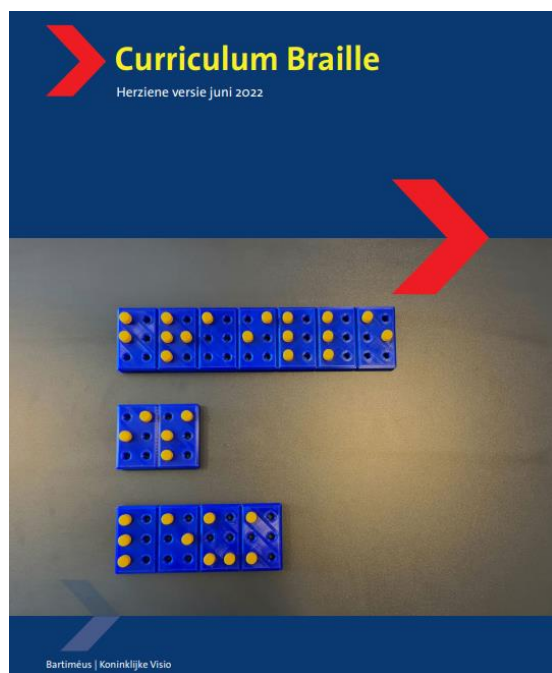 Curriculum Braille
Herziene versie juni 2022
⠃⠗⠁⠊⠇⠇⠑
⠊⠎
⠇⠑⠥⠅
Bartiméus | Koninklijke Visio